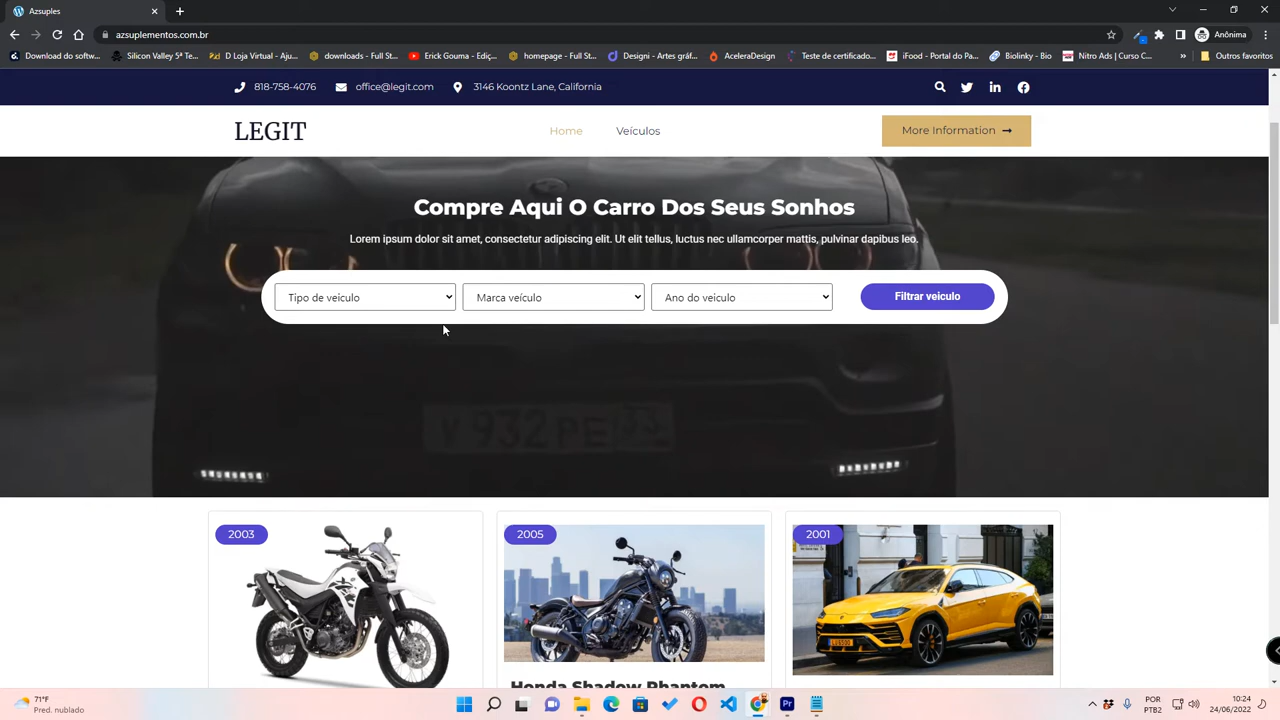 Azsuples
azsuplementos.com.br
Anônima
Download do softw...
Silicon Valley 5ª Te...
D Loja Virtual - Aju...
downloads - Full St...
Erick Gouma - Ediç...
homepage - Full St...
Designi - Artes gráf...
AceleraDesign
Teste de certificad...
iFood - Portal do Pa...
Biolinky - Bio
Nitro Ads | Curso C...
»
Outros favoritos
818-758-4076
office@legit.com
3146 Koontz Lane, California
LEGIT
Home
Veículos
More Information
Compre Aqui O Carro Dos Seus Sonhos
Lorem ipsum dolor sit amet, consectetur adipiscing elit. Ut elit tellus, luctus nec ullamcorper mattis, pulvinar dapibus leo.
Tipo de veiculo
Marca veículo
Ano do veiculo
Filtrar veiculo
932 PE
2003
2005
2001
Honda Shadow Phantom
71°F
Pred. nublado
POR
PTB2
10:24
24/06/2022